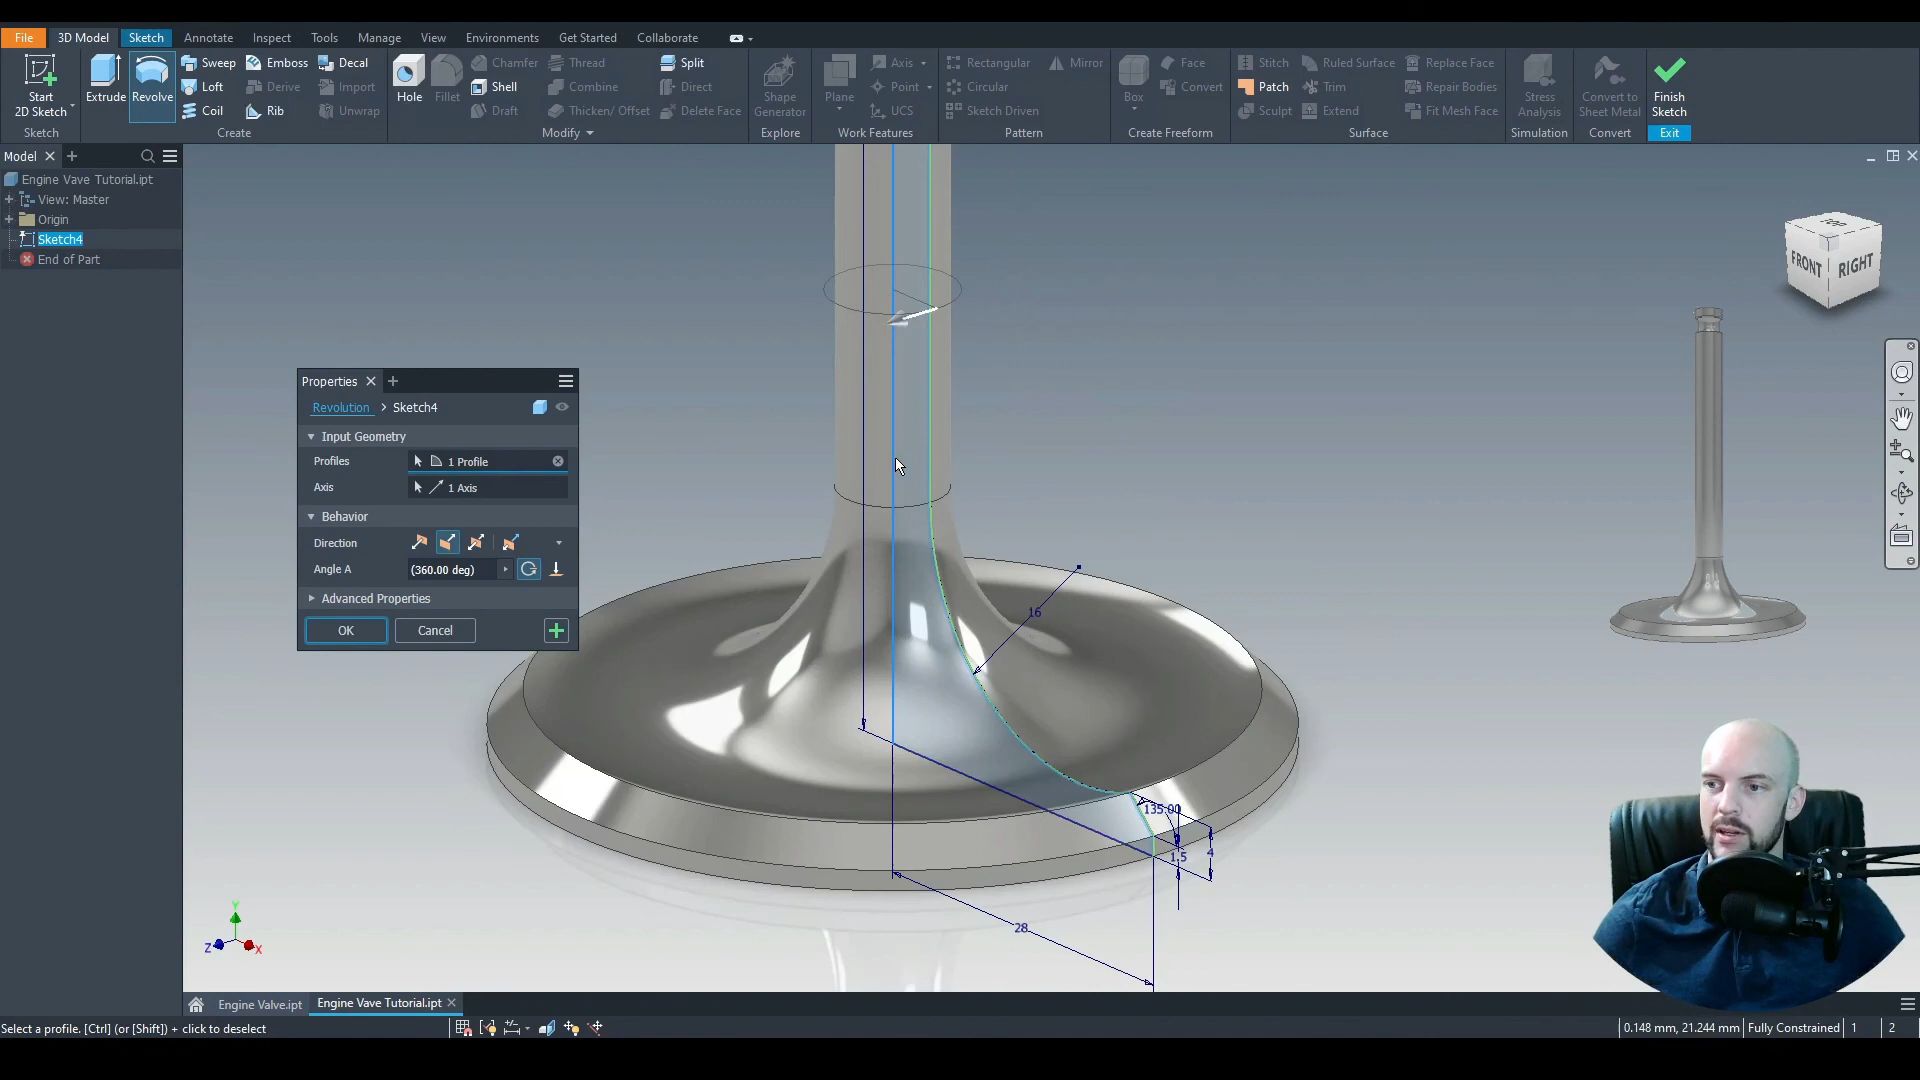 File 3D Model Sketch Annotate Inspect Tools Manage View Environments Get Started Collaborate
Start 2D Sketch Extrude Revolve Sweep Emboss Decal Hole Fillet Chamfer Thread Split Shape Generator Plane Axis Rectangular Mirror Box Face Stitch Ruled Surface Replace Face Stress Analysis Convert to Sheet Metal Finish Sketch
Loft Derive Import Shell Combine Direct Point Circular Convert Patch Trim Repair Bodies
Coil Rib Unwrap Draft Thicken/ Offset Delete Face UCS Sketch Driven Sculpt Extend Fit Mesh Face
Sketch Create Modify Explore Work Features Pattern Create Freeform Surface Simulation Convert Exit
Model
Engine Vave Tutorial.ipt
View: Master
Origin
Sketch4
End of Part
TOP
FRONT RIGHT
Properties
Revolution > Sketch4
Input Geometry
Profiles 1 Profile
Axis 1 Axis
Behavior
Direction
Angle A (360.00 deg)
Advanced Properties
OK Cancel
16
135.00
1.5 4
28
Y
Z X
Engine Valve.ipt Engine Vave Tutorial.ipt
Select a profile. [Ctrl] (or [Shift]) + click to deselect
0.148 mm, 21.244 mm Fully Constrained 1 2